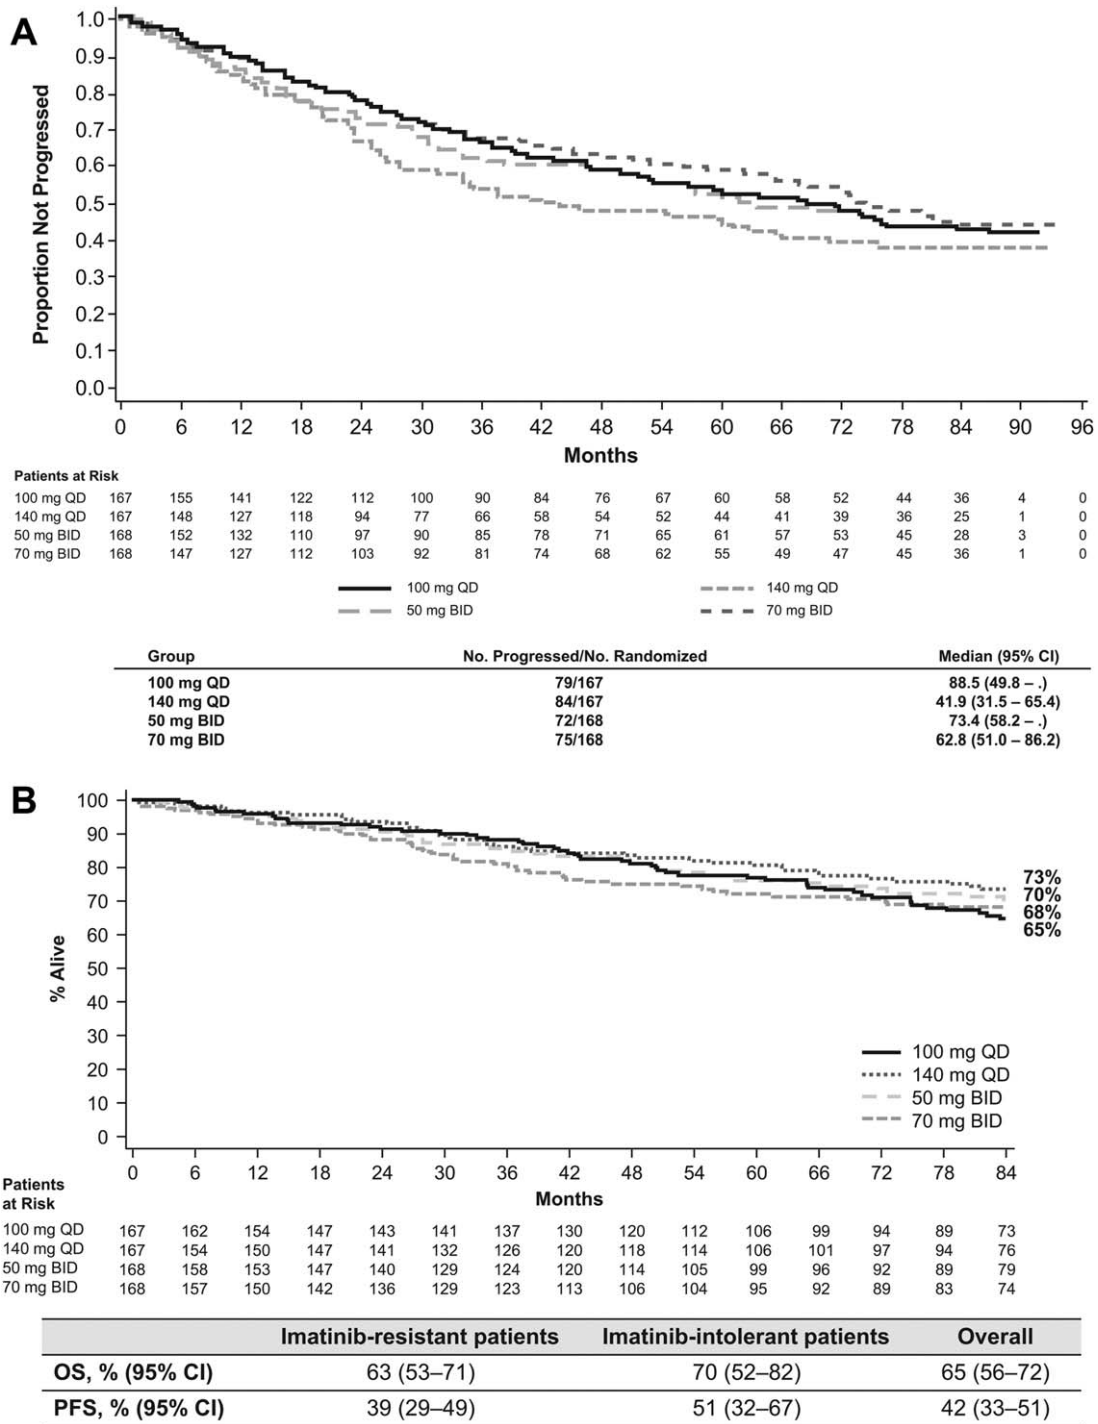 A
Proportion Not Progressed
1.0
0.9
0.8
0.7
0.6
0.5
0.4
0.3
0.2
0.1
0.0
0 6 12 18 24 30 36 42 48 54 60 66 72 78 84 90 96
Months
Patients at Risk
100 mg QD 167 155 141 122 112 100 90 84 76 67 60 58 52 44 36 4 0
140 mg QD 167 148 127 118 94 77 66 58 54 52 44 41 39 36 25 1 0
50 mg BID 168 152 132 110 97 90 85 78 71 65 61 57 53 45 28 3 0
70 mg BID 168 147 127 112 103 92 81 74 68 62 55 49 47 45 36 1 0
100 mg QD 140 mg QD
50 mg BID 70 mg BID
Group No. Progressed/No. Randomized Median (95% CI)
100 mg QD 79/167 88.5 (49.8 – .)
140 mg QD 84/167 41.9 (31.5 – 65.4)
50 mg BID 72/168 73.4 (58.2 – .)
70 mg BID 75/168 62.8 (51.0 – 86.2)
B
% Alive
100
90
80
70
60
50
40
30
20
10
0
73%
70%
68%
65%
100 mg QD
140 mg QD
50 mg BID
70 mg BID
0 6 12 18 24 30 36 42 48 54 60 66 72 78 84
Months
Patients
at Risk
100 mg QD 167 162 154 147 143 141 137 130 120 112 106 99 94 89 73
140 mg QD 167 154 150 147 141 132 126 120 118 114 106 101 97 94 76
50 mg BID 168 158 153 147 140 129 124 120 114 105 99 96 92 89 79
70 mg BID 168 157 150 142 136 129 123 113 106 104 95 92 89 83 74
Imatinib-resistant patients Imatinib-intolerant patients Overall
OS, % (95% CI) 63 (53–71) 70 (52–82) 65 (56–72)
PFS, % (95% CI) 39 (29–49) 51 (32–67) 42 (33–51)